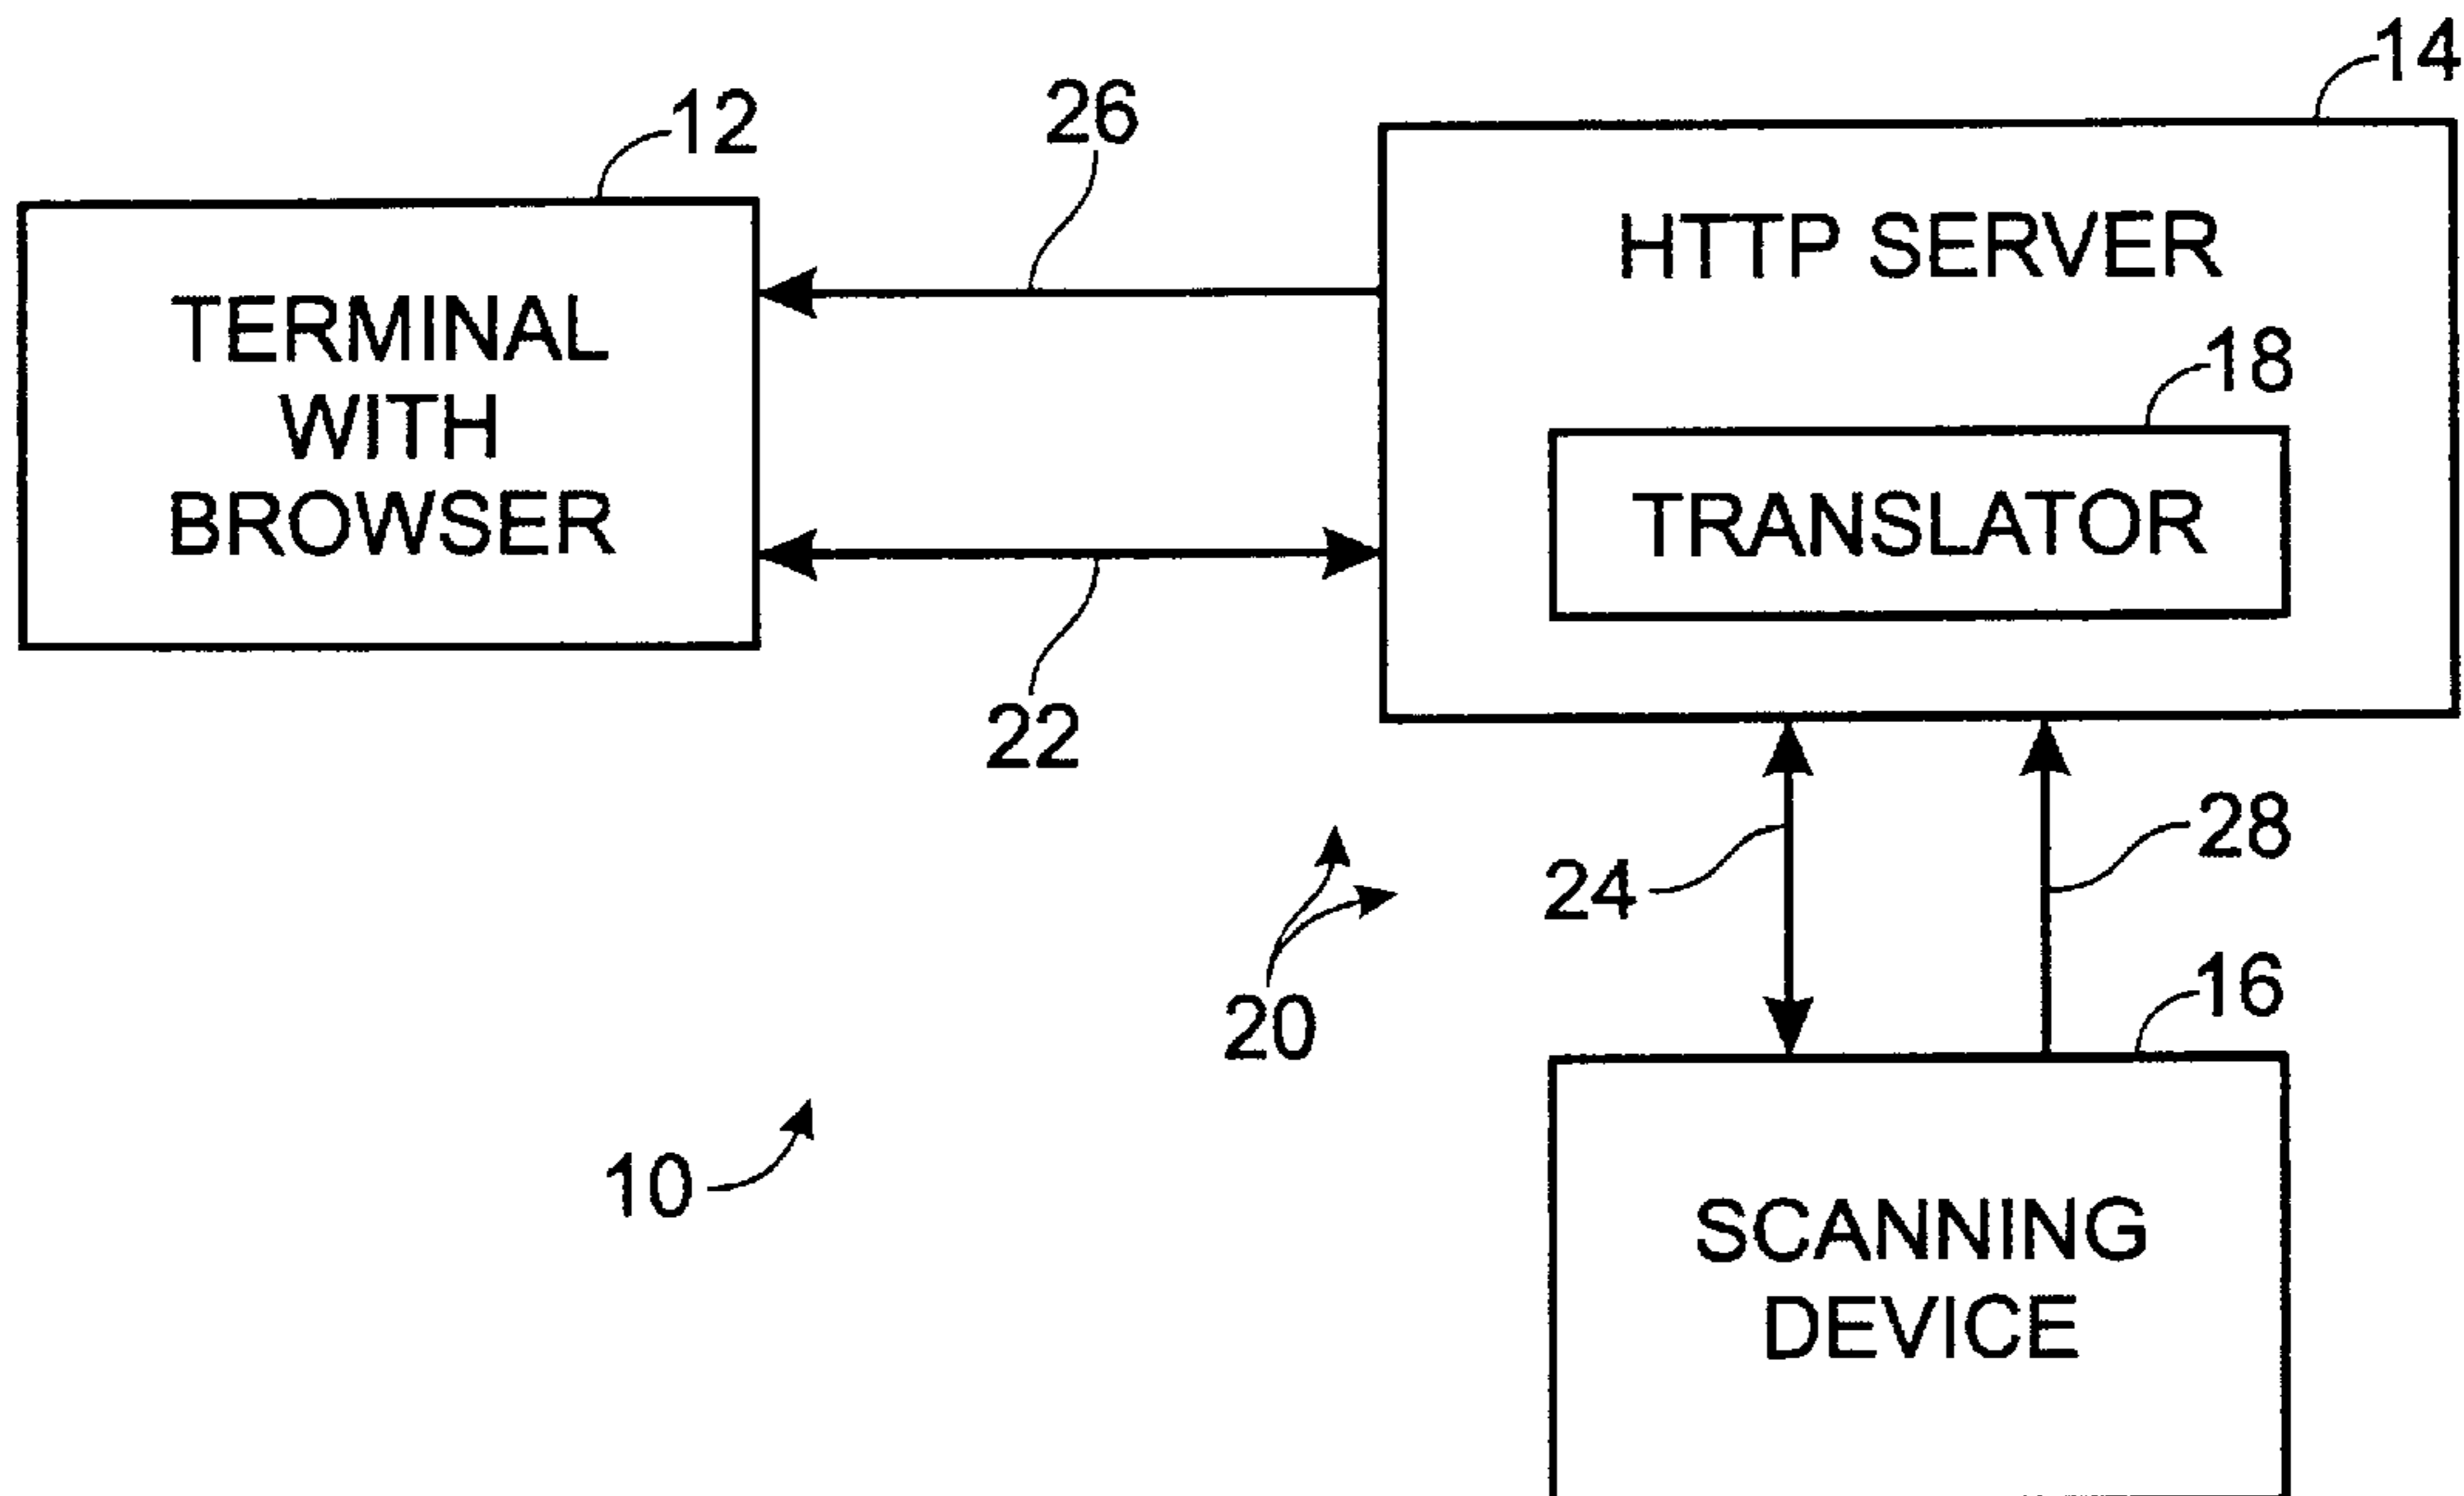 14
12
26
HTTP SERVER
TERMINAL
WITH
BROWSER
18
TRANSLATOR
22
24
28
20
16
10
SCANNING
DEVICE